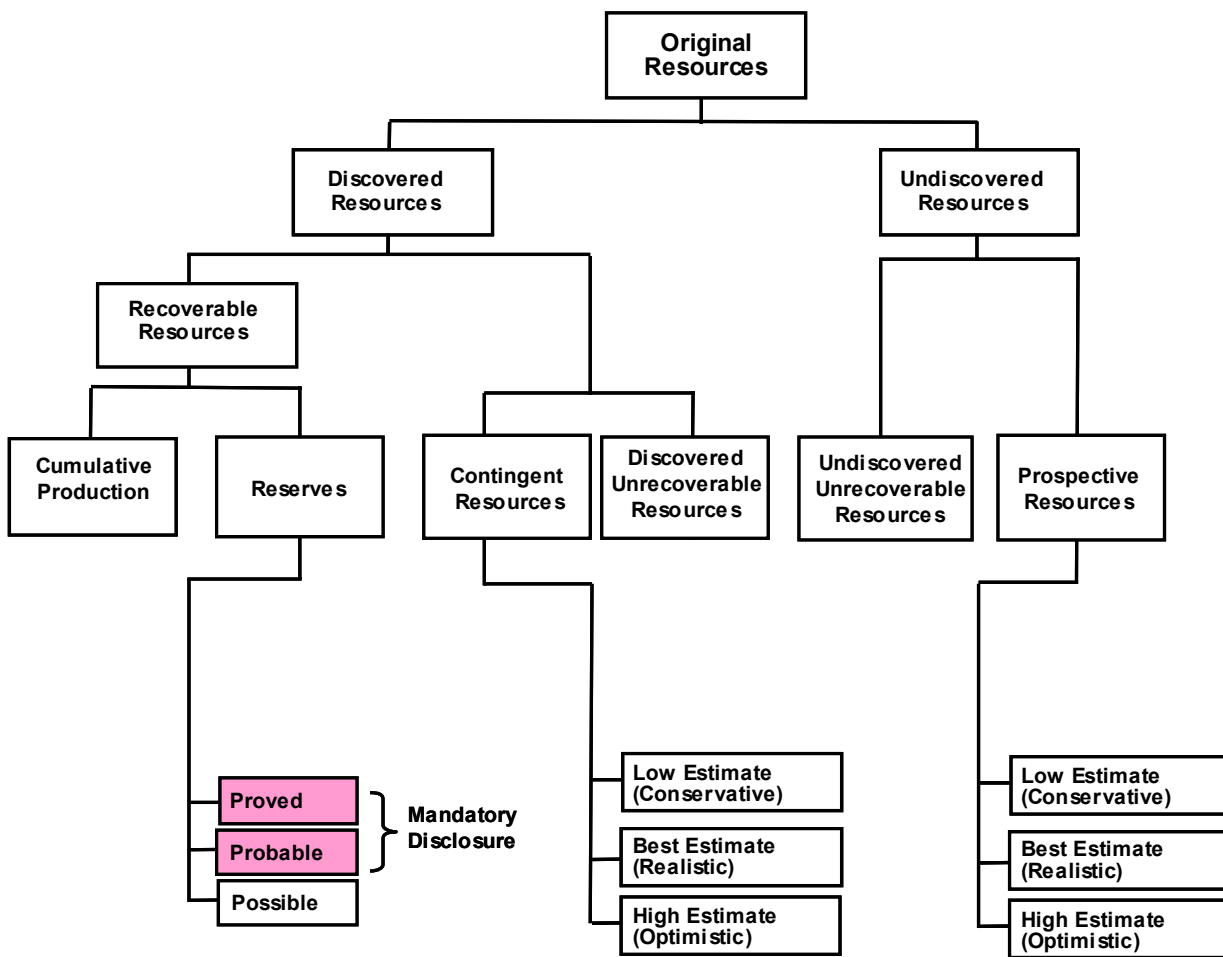 Original
Resources
Discovered
Resources
Undiscovered
Resources
Recoverable
Resources
Cumulative
Production
Reserves
Contingent
Resources
Discovered
Unrecoverable
Resources
Undiscovered
Unrecoverable
Resources
Prospective
Resources
Proved
Probable
Possible
Mandatory
Disclosure
Low Estimate
(Conservative)
Best Estimate
(Realistic)
High Estimate
(Optimistic)
Low Estimate
(Conservative)
Best Estimate
(Realistic)
High Estimate
(Optimistic)